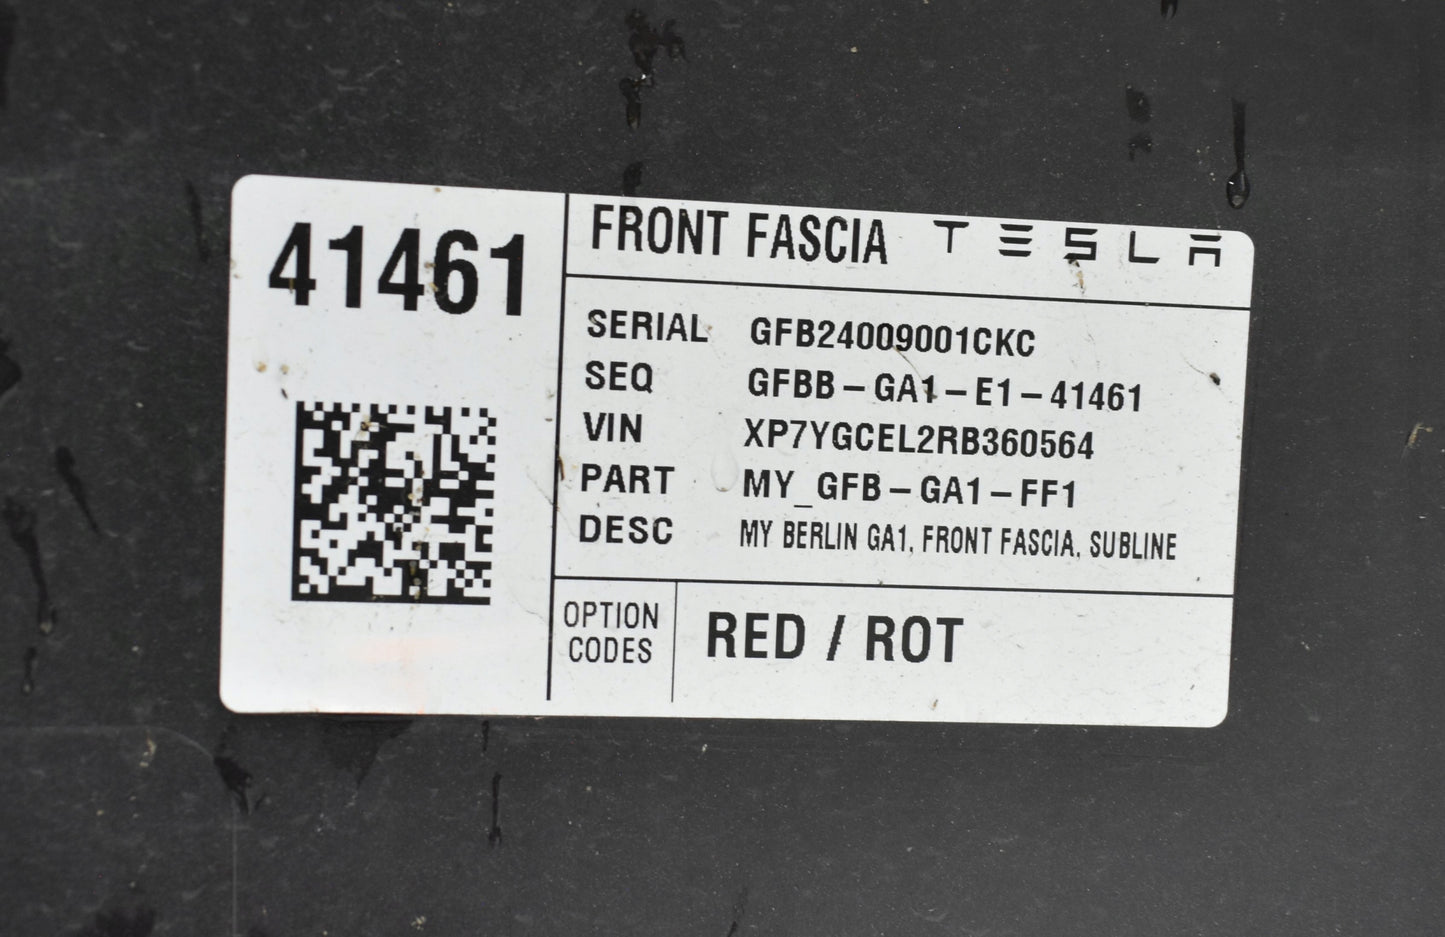 41461
FRONT FASCIA TESLA
SERIAL GFB24009001CKC
SEQ GFBB-GA1-E1-41461
VIN XP7YGCEL2RB360564
PART MY_GFB-GA1-FF1
DESC MY BERLIN GA1, FRONT FASCIA, SUBLINE
OPTION
CODES
RED / ROT